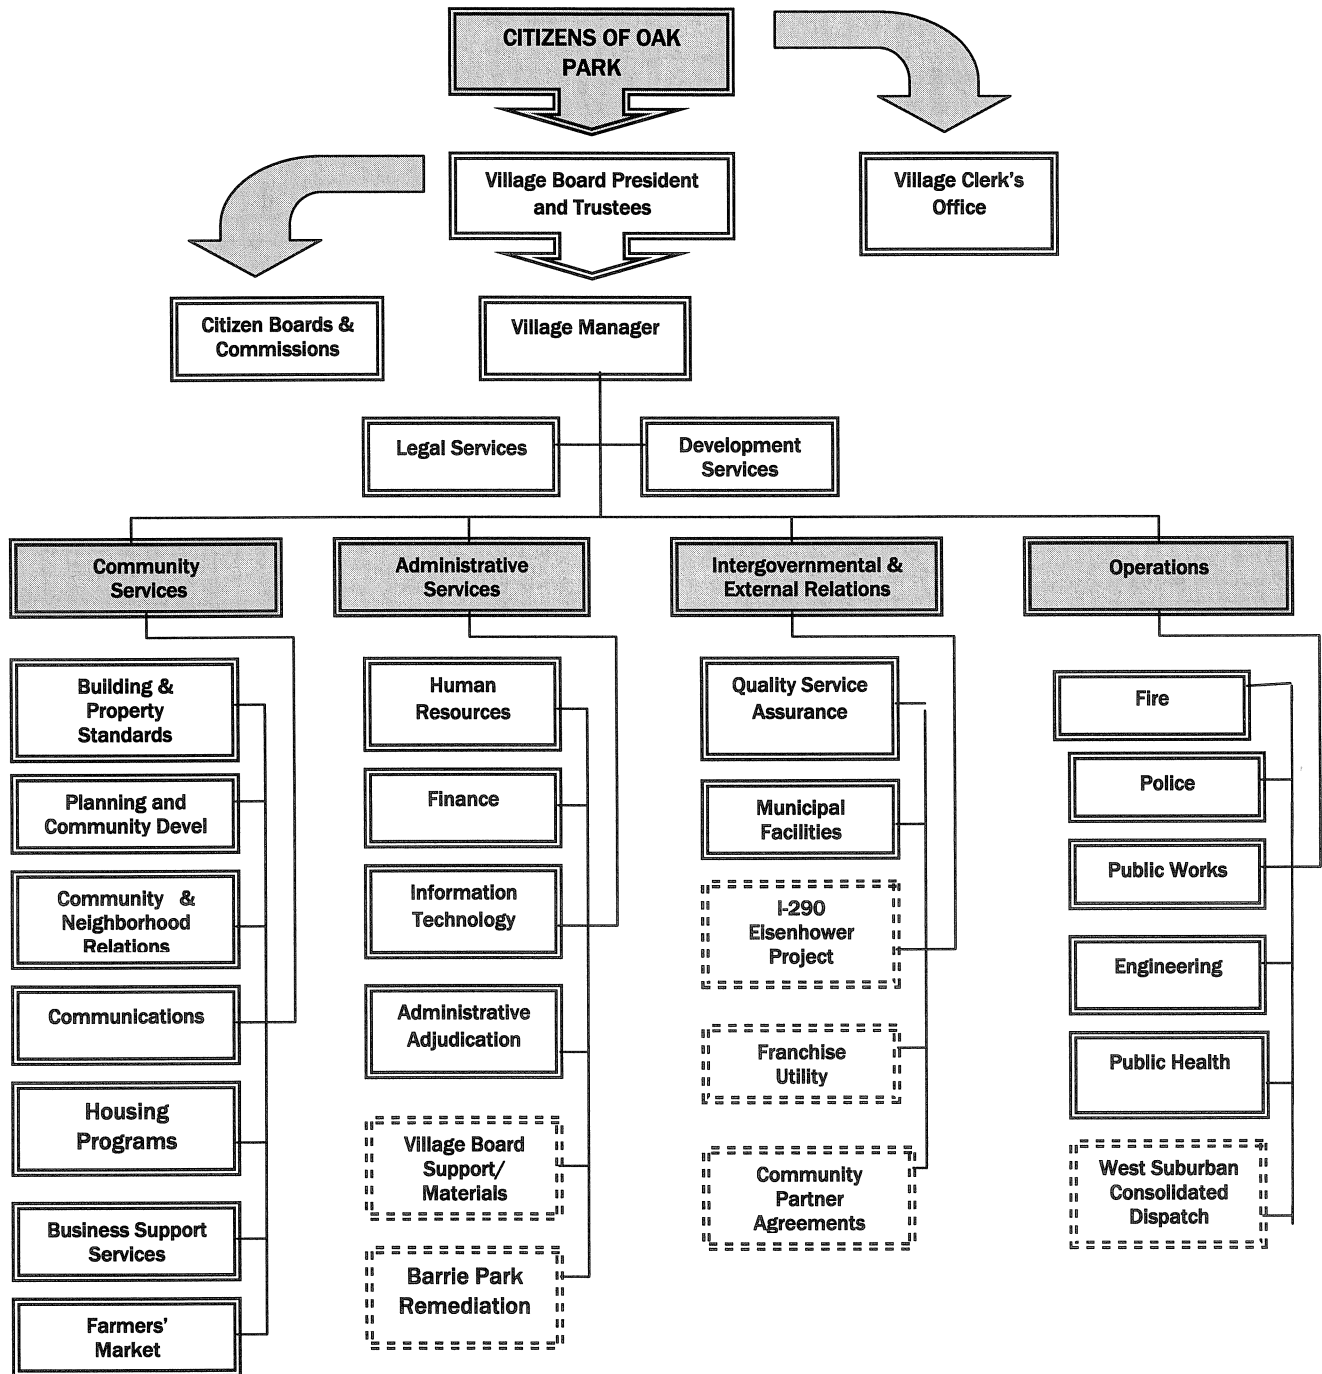 CITIZENS OF OAK
PARK
Village Board President
and Trustees
Village Clerk's
Office
Citizen Boards &
Commissions
Village Manager
Legal Services
Development
Services
Community
Services
Building &
Property
Standards
Planning and
Community Devel
Community &
Neighborhood
Relations
Communications
Housing
Programs
Business Support
Services
Farmers'
Market
Administrative
Services
Human
Resources
Finance
Information
Technology
Administrative
Adjudication
Village Board
Support/
Materials
Barrie Park
Remediation
Intergovernmental &
External Relations
Quality Service
Assurance
Municipal
Facilities
I-290
Eisenhower
Project
Franchise
Utility
Community
Partner
Agreements
Operations
Fire
Police
Public Works
Engineering
Public Health
West Suburban
Consolidated
Dispatch